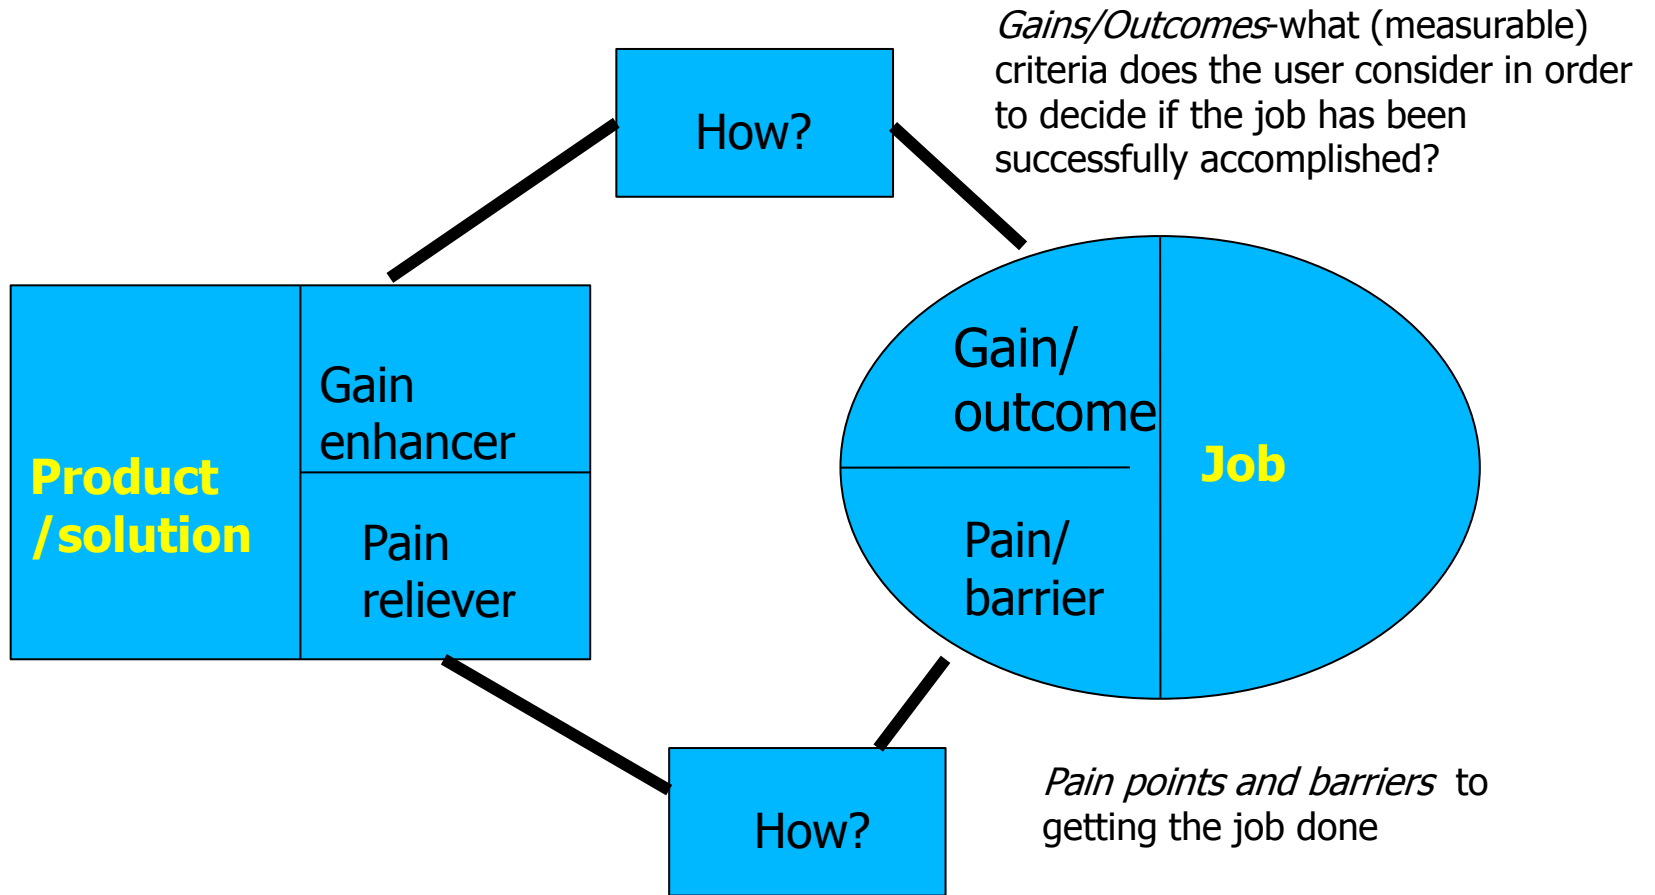 Gains/Outcomes-what (measurable)
criteria does the user consider in order
to decide if the job has been
successfully accomplished?
How?
Gain
enhancer
Product
/solution
Pain
reliever
Gain/
outcome
Job
Pain/
barrier
How?
Pain points and barriers to
getting the job done